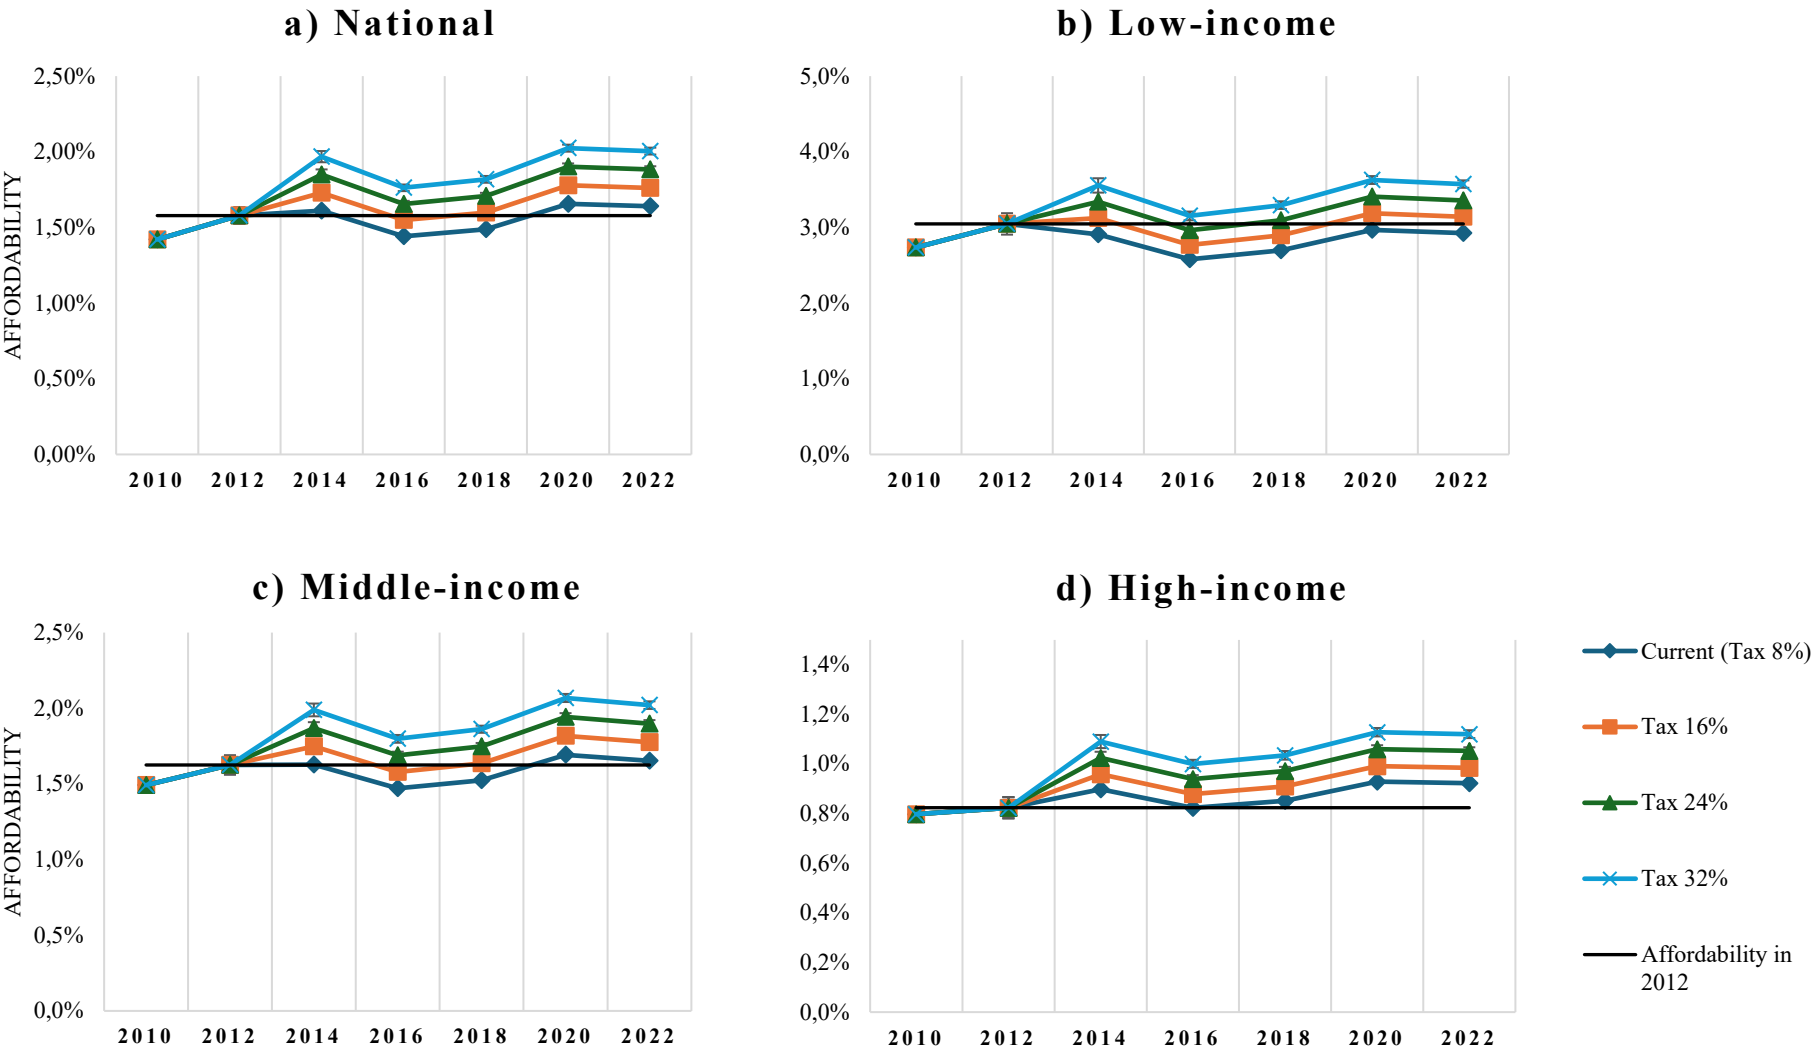 a) National
2,50%
2,00%
1,50%
1,00%
0,50%
0,00%
AFFORDABILITY
2010 2012 2014 2016 2018 2020 2022
b) Low-income
5,0%
4,0%
3,0%
2,0%
1,0%
0,0%
2010 2012 2014 2016 2018 2020 2022
c) Middle-income
2,5%
2,0%
1,5%
1,0%
0,5%
0,0%
AFFORDABILITY
2010 2012 2014 2016 2018 2020 2022
d) High-income
1,4%
1,2%
1,0%
0,8%
0,6%
0,4%
0,2%
0,0%
2010 2012 2014 2016 2018 2020 2022
Current (Tax 8%)
Tax 16%
Tax 24%
Tax 32%
Affordability in
2012